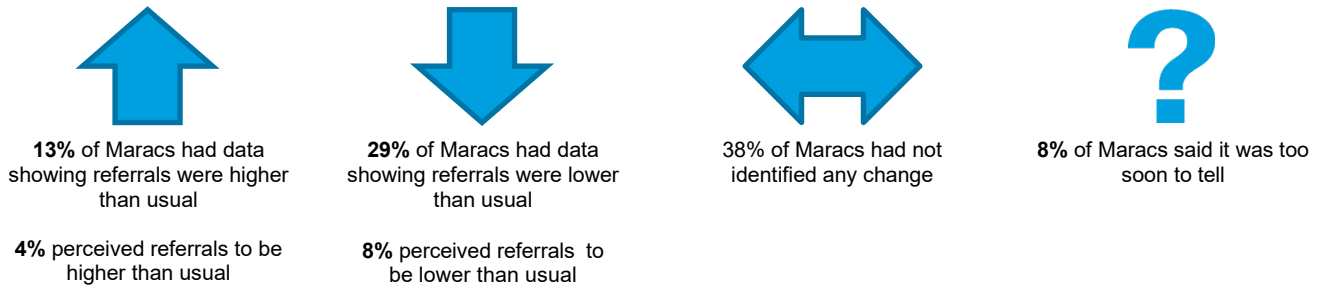 13% of Maracs had data
showing referrals were higher
than usual
4% perceived referrals to be
higher than usual
29% of Maracs had data
showing referrals were lower
than usual
8% perceived referrals  to
be lower than usual
38% of Maracs had not
identified any change
?
8% of Maracs said it was too
soon to tell